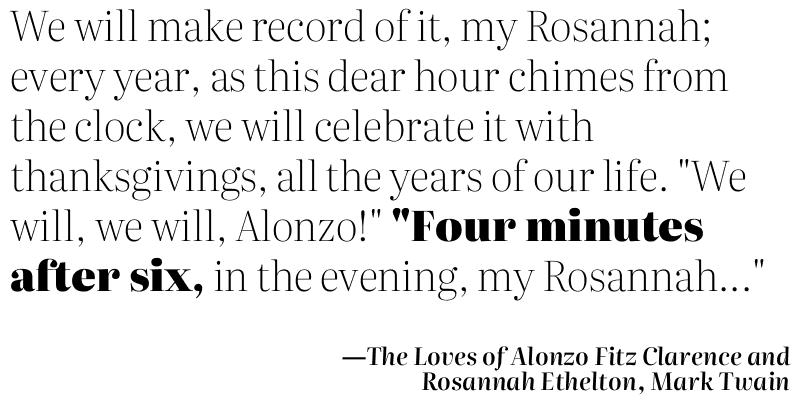 We will make record of it, my Rosannah;
every year, as this dear hour chimes from
the clock, we will celebrate it with
thanksgivings, all the years of our life. "We
will, we will, Alonzo!" "Four minutes
after six, in the evening, my Rosannah..."
—The Loves of Alonzo Fitz Clarence and
Rosannah Ethelton, Mark Twain